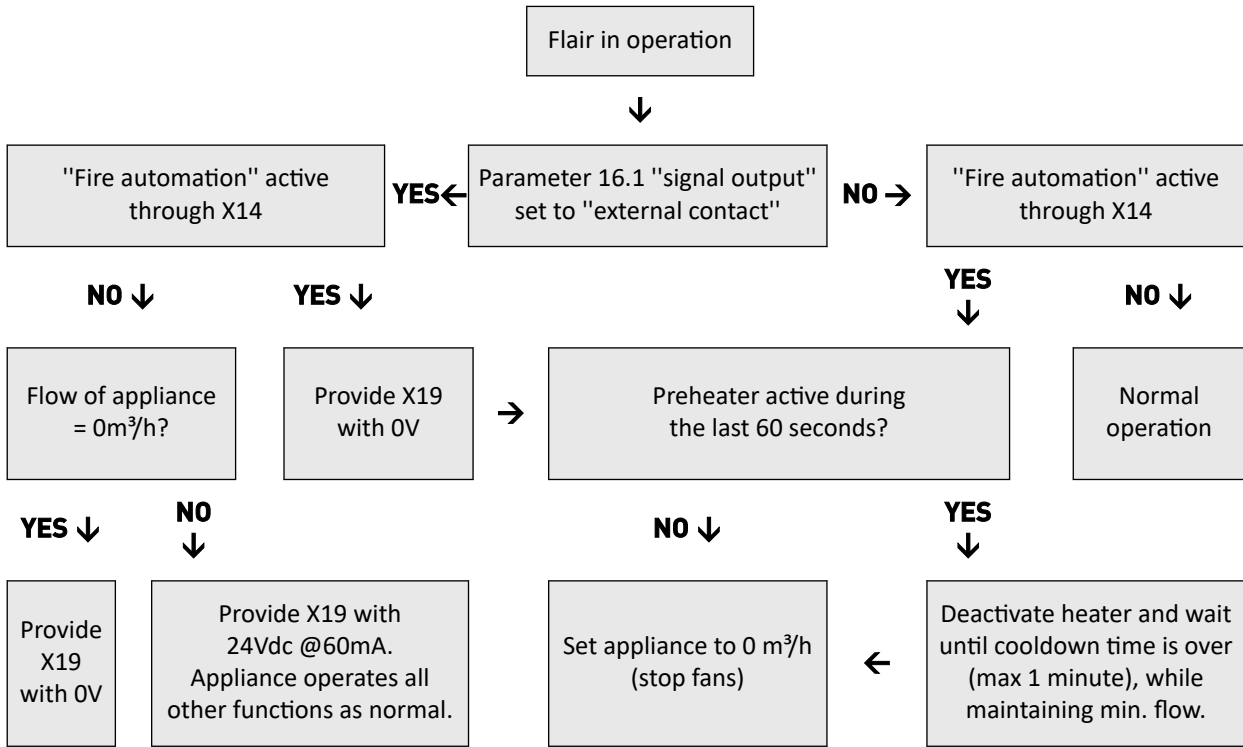 Flair in operation
↓
"Fire automation" active
through X14
YES ←
Parameter 16.1 "signal output"
set to "external contact"
NO →
"Fire automation" active
through X14
NO ↓
YES ↓
YES
↓
NO ↓
Flow of appliance
= 0m³/h?
Provide X19
with 0V
→
Preheater active during
the last 60 seconds?
Normal
operation
YES ↓
NO
↓
NO ↓
YES
↓
Provide
X19
with 0V
Provide X19 with
24Vdc @60mA.
Appliance operates all
other functions as normal.
Set appliance to 0 m³/h
(stop fans)
←
Deactivate heater and wait
until cooldown time is over
(max 1 minute), while
maintaining min. flow.